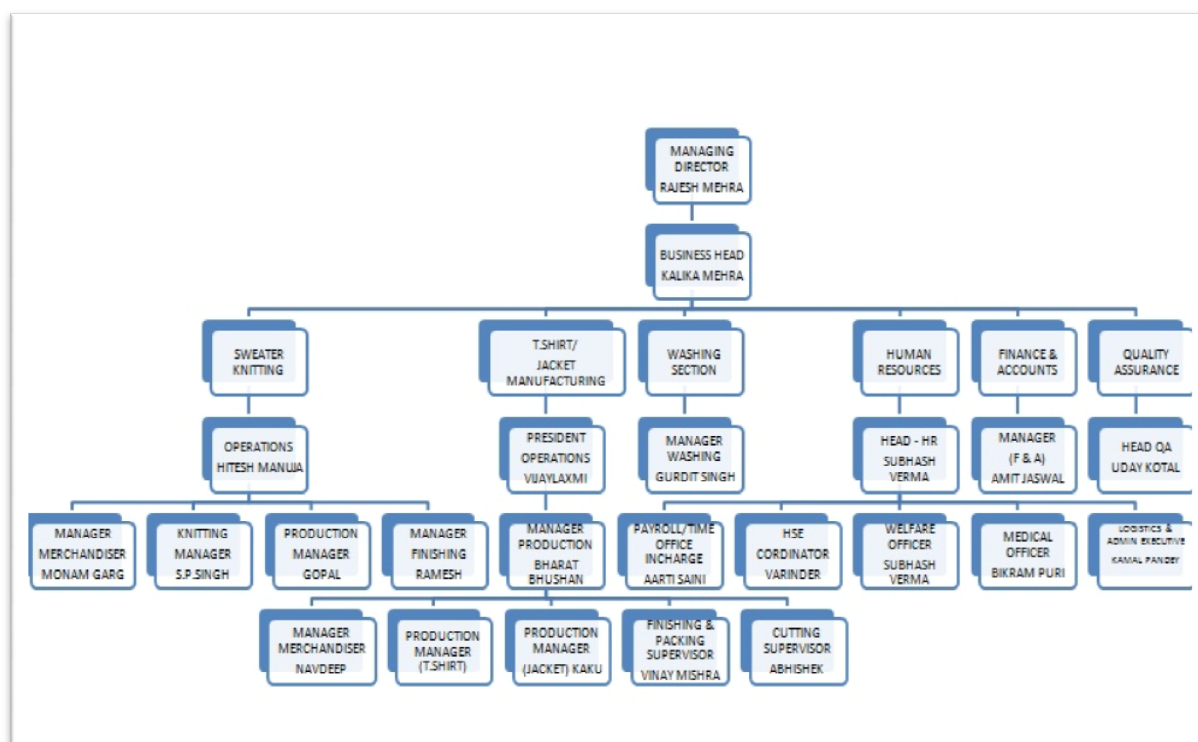 MANAGING
DIRECTOR
RAJESH MEHRA
BUSINESS HEAD
KALIKA MEHRA
SWEATER
KNITTING
T.SHIRT/
JACKET
MANUFACTURING
WASHING
SECTION
HUMAN
RESOURCES
FINANCE &
ACCOUNTS
QUALITY
ASSURANCE
OPERATIONS
HITESH MANUJA
PRESIDENT
OPERATIONS
VIJAYLAXMI
MANAGER
WASHING
GURDIT SINGH
HEAD - HR
SUBHASH
VERMA
MANAGER
(F & A)
AMIT JASWAL
HEAD QA
UDAY KOTAL
MANAGER
MERCHANDISER
MONAM GARG
KNITTING
MANAGER
S.P.SINGH
PRODUCTION
MANAGER
GOPAL
MANAGER
FINISHING
RAMESH
MANAGER
PRODUCTION
BHARAT
BHUSHAN
PAYROLL/TIME
OFFICE
INCHARGE
AARTI SAINI
HSE
CORDINATOR
VARINDER
WELFARE
OFFICER
SUBHASH
VERMA
MEDICAL
OFFICER
BIKRAM PURI
LOGISTICS &
ADMIN EXECUTIVE
KAMAL PANDEY
MANAGER
MERCHANDISER
NAVDEEP
PRODUCTION
MANAGER
(T.SHIRT)
PRODUCTION
MANAGER
(JACKET) KAKU
FINISHING &
PACKING
SUPERVISOR
VINAY MISHRA
CUTTING
SUPERVISOR
ABHISHEK